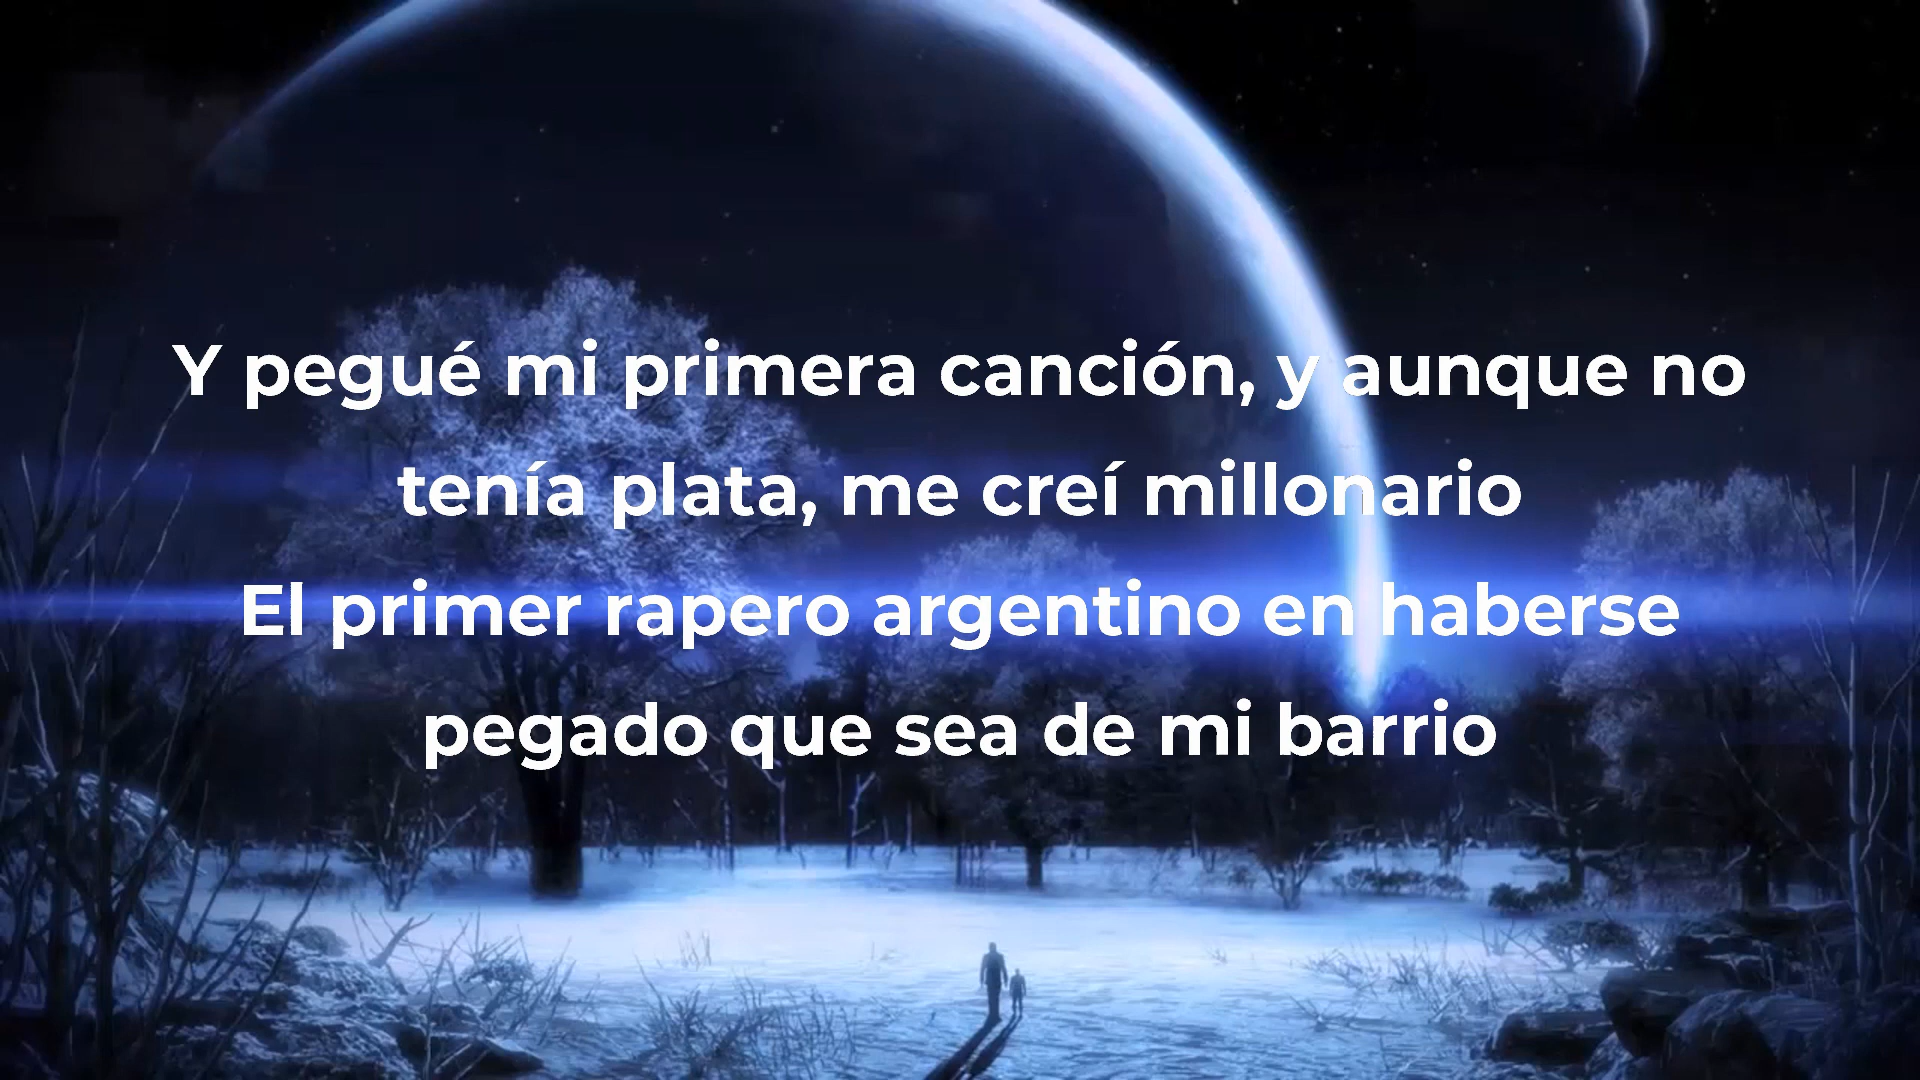 Y pegué mi primera canción, y aunque no
tenía plata, me creí millonario
El primer rapero argentino en haberse
pegado que sea de mi barrio